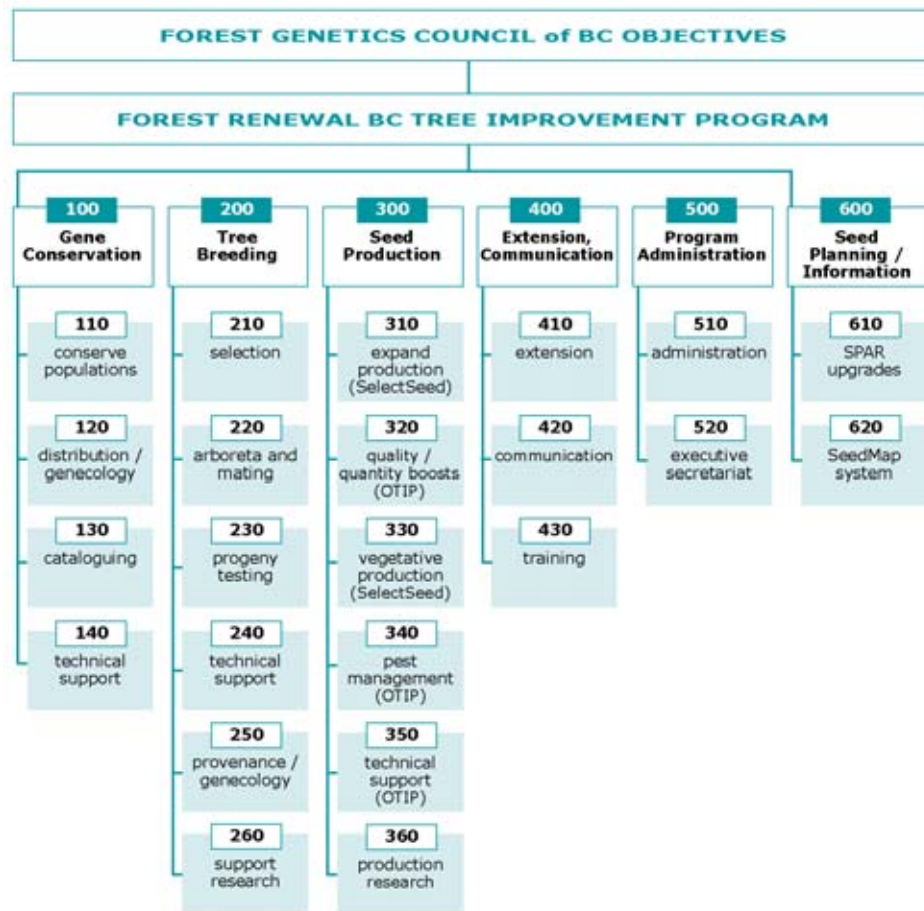 FOREST GENETICS COUNCIL of BC OBJECTIVES
FOREST RENEWAL BC TREE IMPROVEMENT PROGRAM
100
Gene
Conservation
110
conserve
populations
120
distribution /
genecology
130
cataloguing
140
technical
support
200
Tree
Breeding
210
selection
220
arboreta and
mating
230
progeny
testing
240
technical
support
250
provenance /
genecology
260
support
research
300
Seed
Production
310
expand
production
(SelectSeed)
320
quality /
quantity boosts
(OTIP)
330
vegetative
production
(SelectSeed)
340
pest
management
(OTIP)
350
technical
support
(OTIP)
360
production
research
400
Extension,
Communication
410
extension
420
communication
430
training
500
Program
Administration
510
administration
520
executive
secretariat
600
Seed
Planning /
Information
610
SPAR
upgrades
620
SeedMap
system